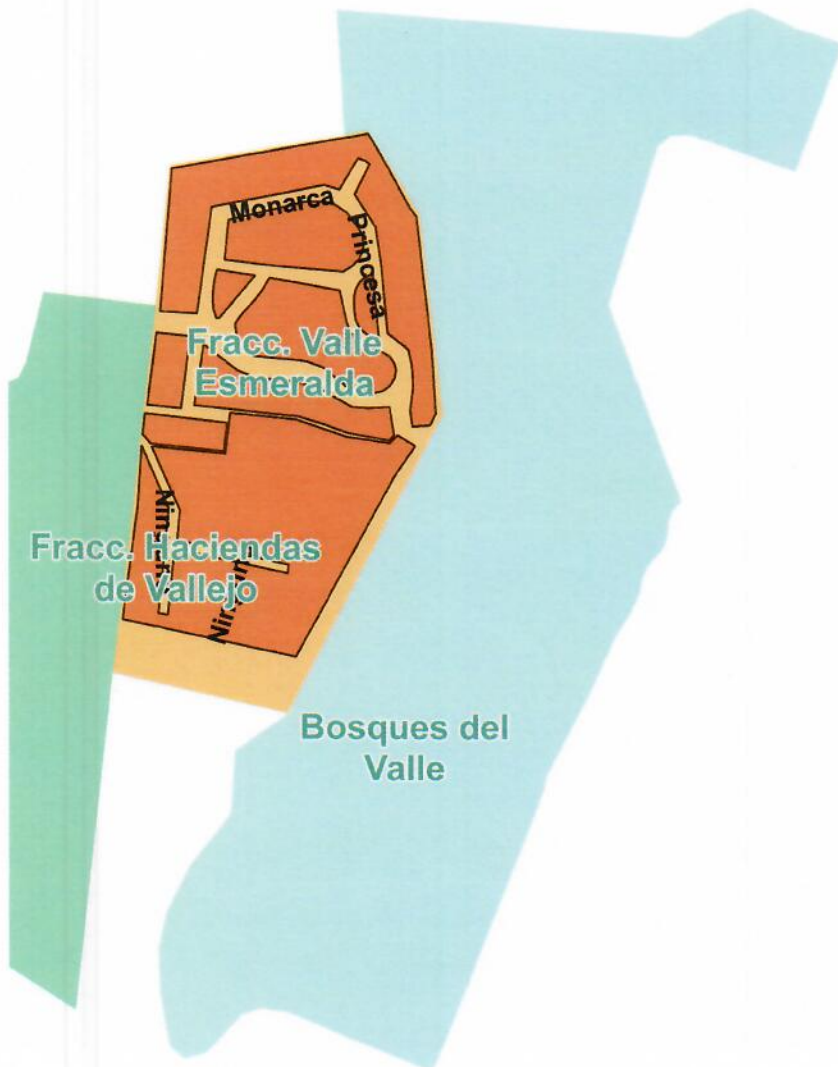 Monarca
Princesa
Fracc. Valle
Esmeralda
Fracc. Haciendas
de Vallejo
Bosques del
Valle